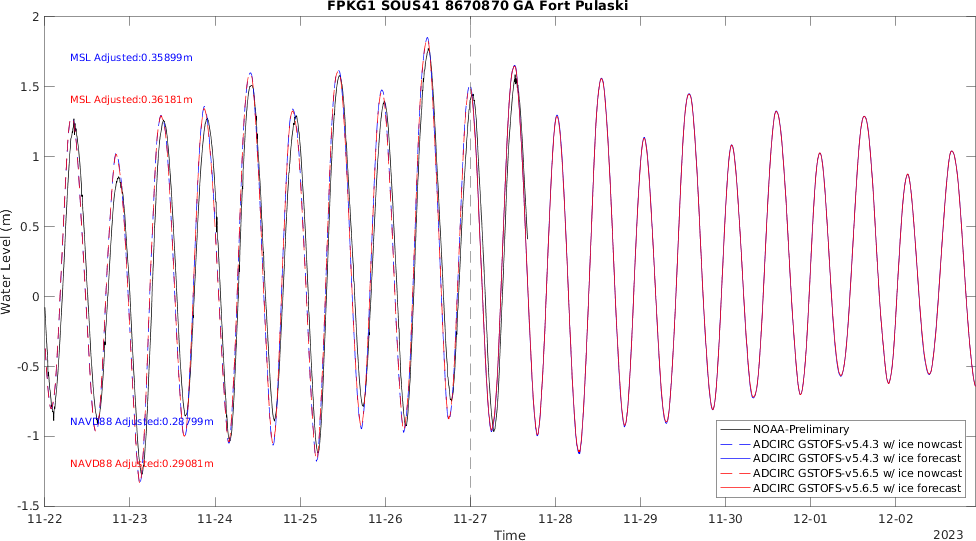 FPKG1 SOUS41 8670870 GA Fort Pulaski
2
MSL Adjusted:0.35899m
1.5
MSL Adjusted:0.36181m
1
0.5
Water Level (m)
0
-0.5
NAVD88 Adjusted:0.28799m
-1
NAVD88 Adjusted:0.29081m
-1.5
NOAA-Preliminary
ADCIRC GSTOFS-v5.4.3 w/ ice nowcast
ADCIRC GSTOFS-v5.4.3 w/ ice forecast
ADCIRC GSTOFS-v5.6.5 w/ ice nowcast
ADCIRC GSTOFS-v5.6.5 w/ ice forecast
11-22 11-23 11-24 11-25 11-26 11-27 11-28 11-29 11-30 12-01 12-02
Time
2023